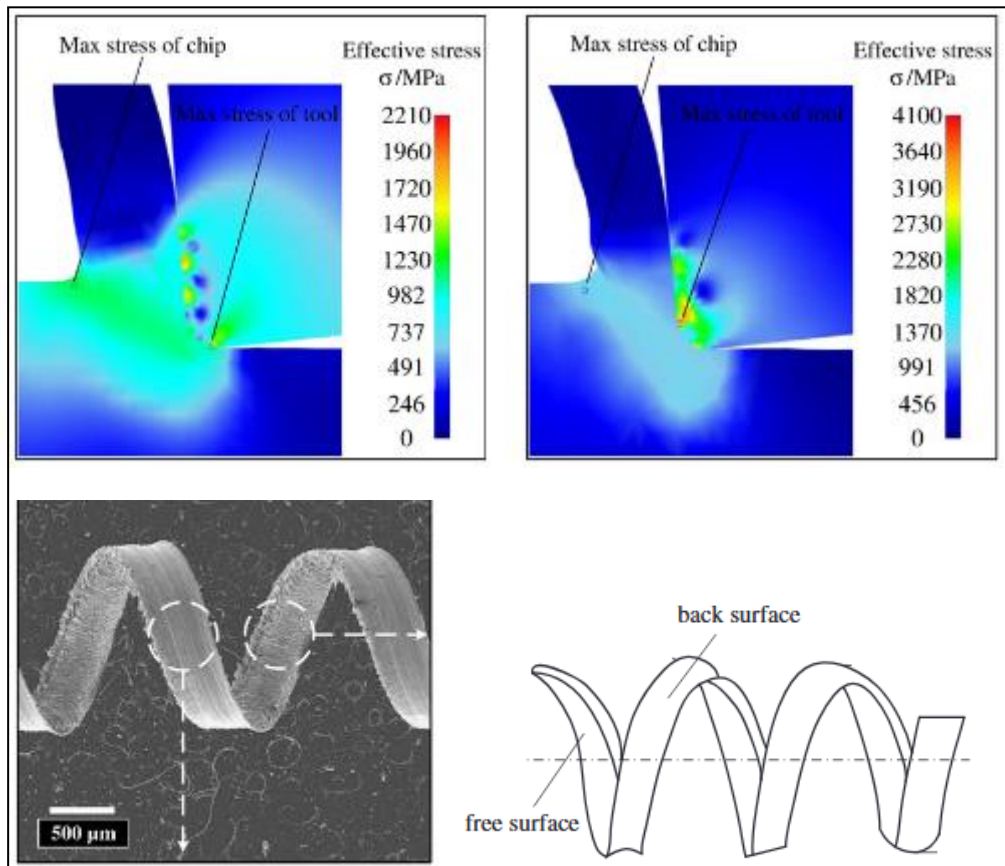 Max stress of chip
Effective stress
σ/MPa
Max stress of tool
2210
1960
1720
1470
1230
982
737
491
246
0
Max stress of chip
Effective stress
σ/MPa
Max stress of tool
4100
3640
3190
2730
2280
1820
1370
991
456
0
500 μm
back surface
free surface